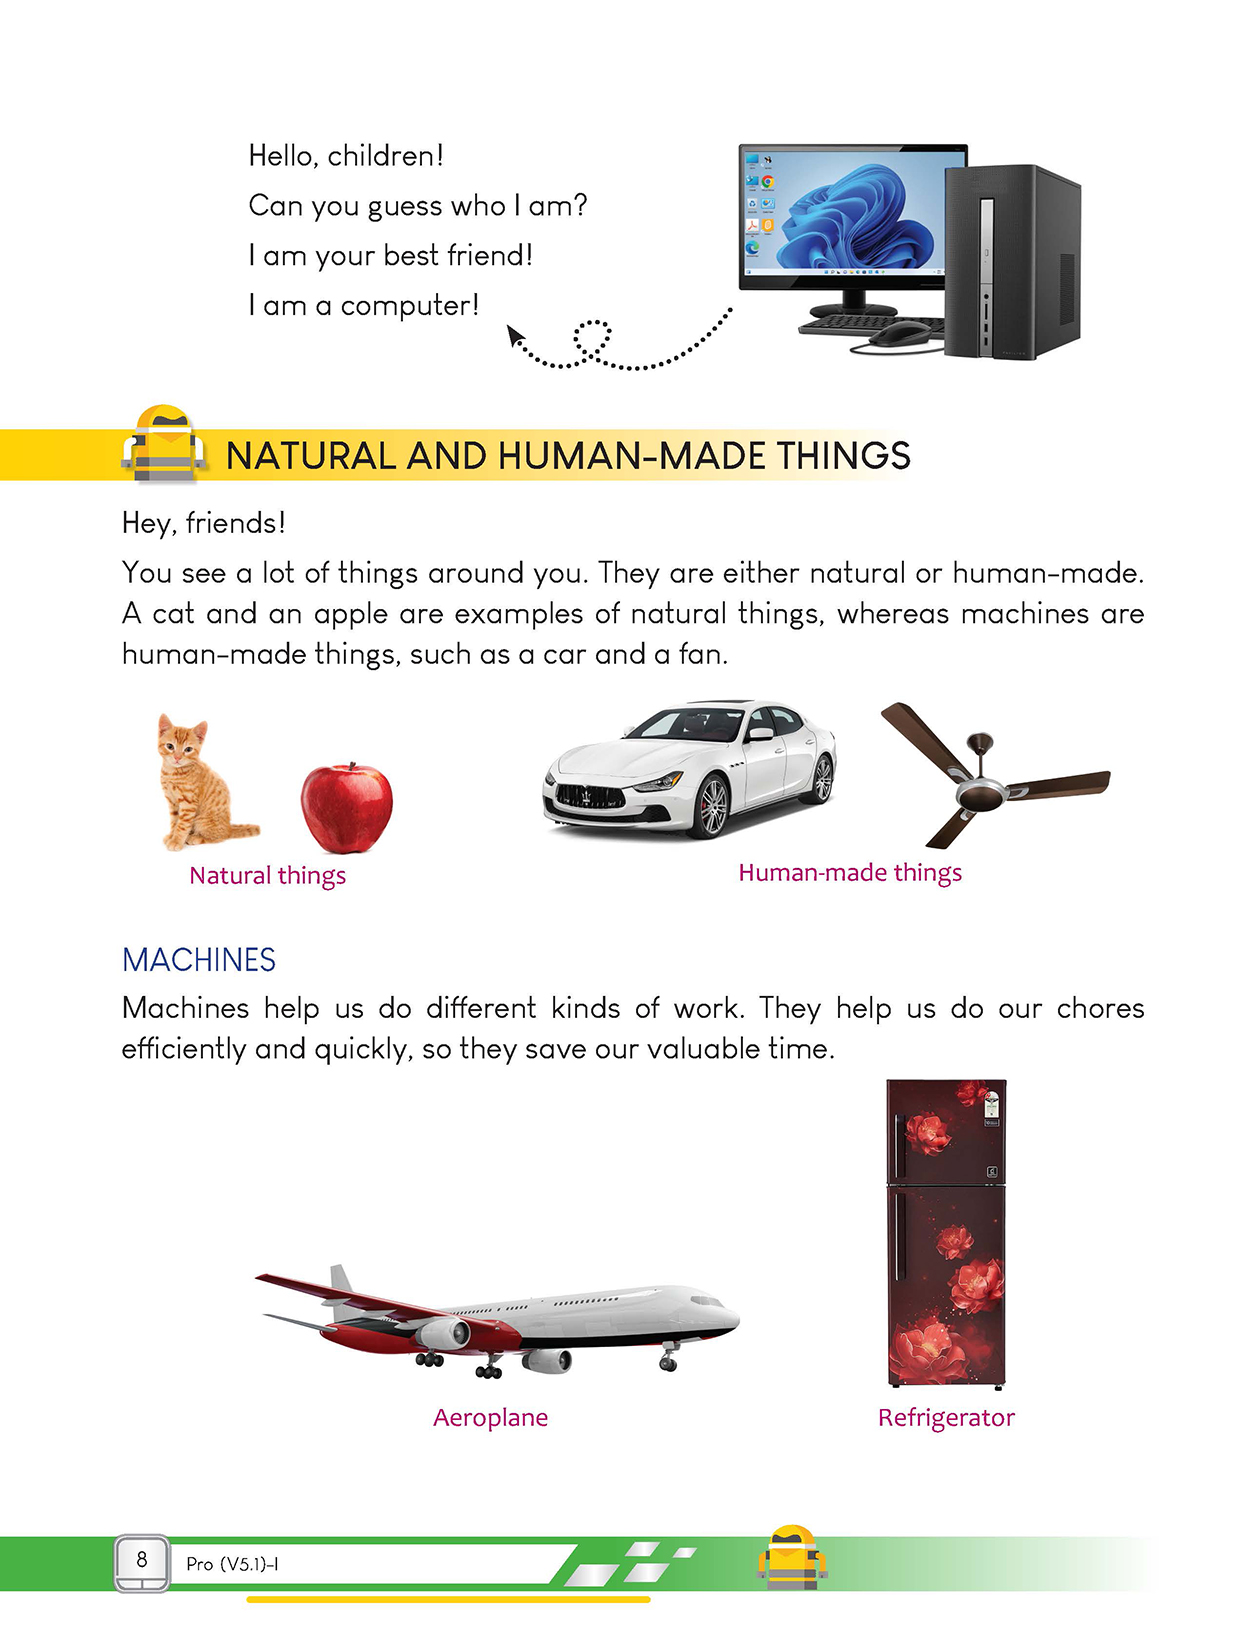 Hello, children!
Can you guess who I am?
I am your best friend!
I am a computer!
NATURAL AND HUMAN-MADE THINGS
Hey, friends!
You see a lot of things around you. They are either natural or human-made.
A cat and an apple are examples of natural things, whereas machines are
human-made things, such as a car and a fan.
Natural things
Human-made things
MACHINES
Machines help us do different kinds of work. They help us do our chores
efficiently and quickly, so they save our valuable time.
Aeroplane
Refrigerator
8
Pro (V5.1)-I